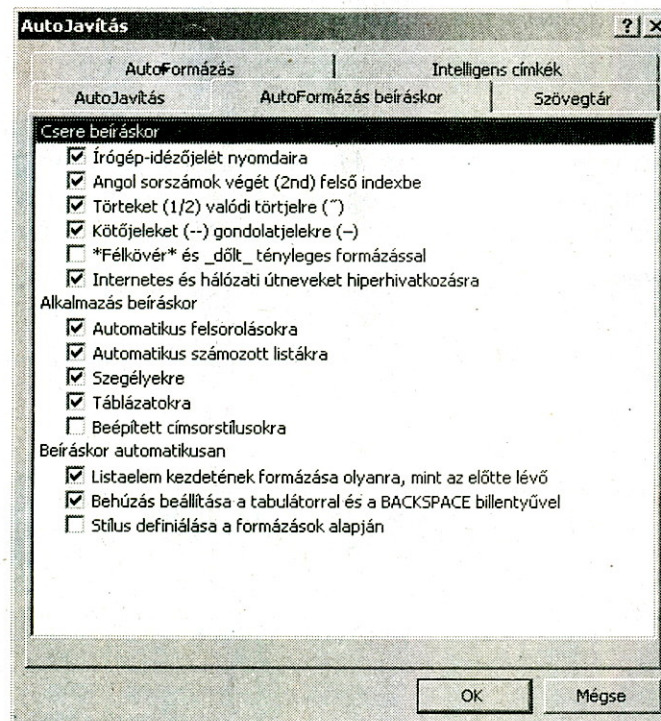 AutoJavítás
AutoFormázás
Intelligens címkék
AutoJavítás
AutoFormázás beíráskor
Szövegtár
Csere beíráskor
Írógép-idézőjelét nyomdaira
Angol sorszámok végét (2nd) felső indexbe
Törteket (1/2) valódi törtjelre (˝)
Kötőjeleket (--) gondolatjelekre (–)
*Félkövér* és _dőlt_ tényleges formázással
Internetes és hálózati útneveket hiperhivatkozásra
Alkalmazás beíráskor
Automatikus felsorolásokra
Automatikus számozott listákra
Szegélyekre
Táblázatokra
Beépített címsorstílusokra
Beíráskor automatikusan
Listaelem kezdetének formázása olyanra, mint az előtte lévő
Behúzás beállítása a tabulátorral és a BACKSPACE billentyűvel
Stílus definiálása a formázások alapján
OK
Mégse